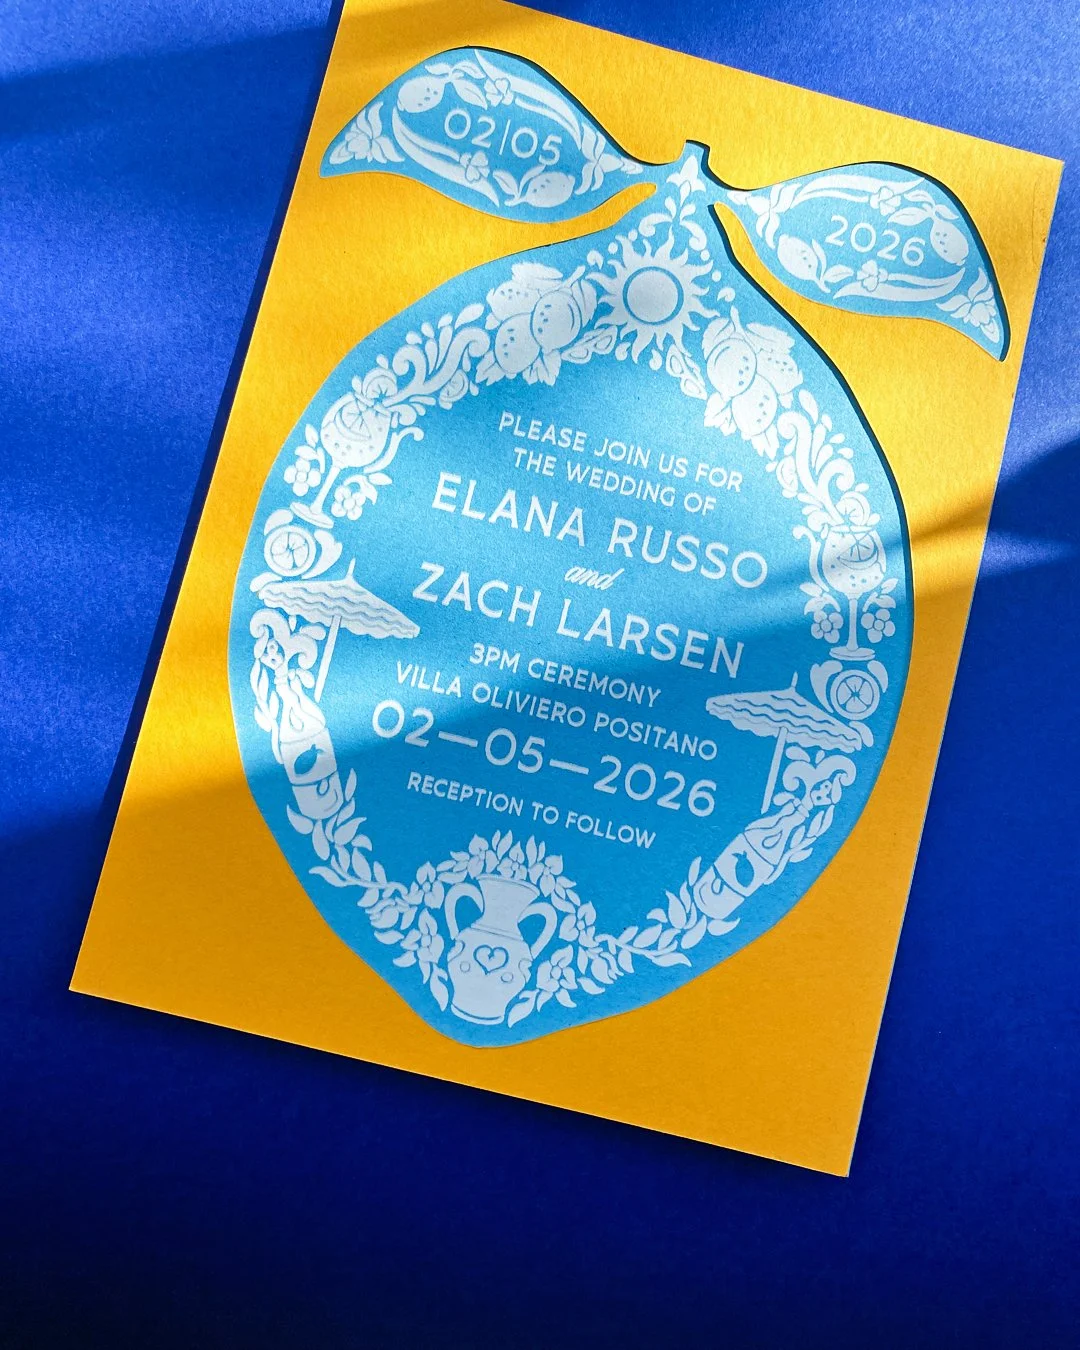 02|05
2026
PLEASE JOIN US FOR
THE WEDDING OF
ELANA RUSSO
and
ZACH LARSEN
3PM CEREMONY
VILLA OLIVIERO POSITANO
02—05—2026
RECEPTION TO FOLLOW